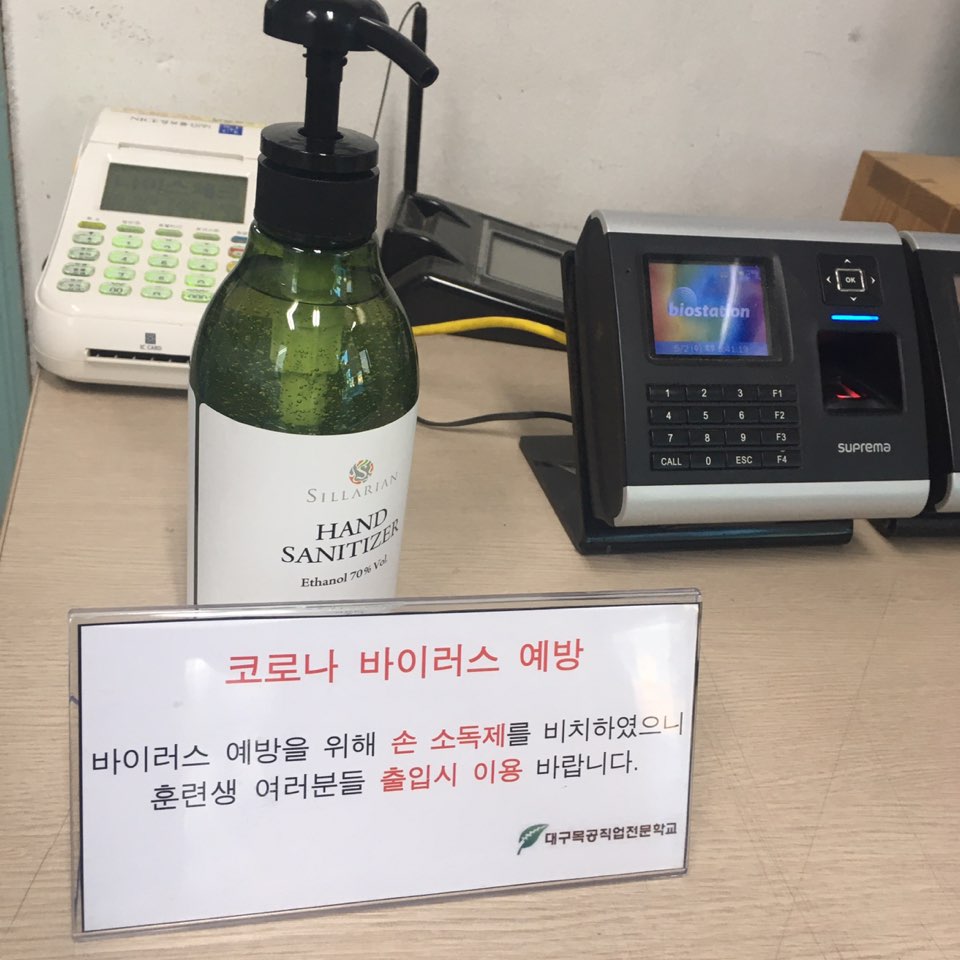 SILLARIAN
HAND
SANITIZER
Ethanol 70% Vol.
코로나 바이러스 예방
바이러스 예방을 위해 손 소독제를 비치하였으니
훈련생 여러분들 출입시 이용 바랍니다.
대구목공직업전문학교
IC CARD
biostation
OK
1 2 3 F1
4 5 6 F2
7 8 9 F3
CALL 0 ESC F4
suprema